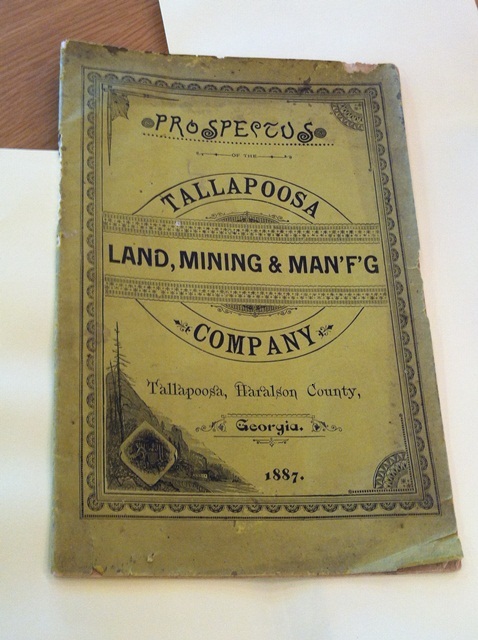 PROSPECTUS
OF THE
TALLAPOOSA
LAND, MINING & MAN'F'G
COMPANY
Tallapoosa, Haralson County,
Georgia.
1887.